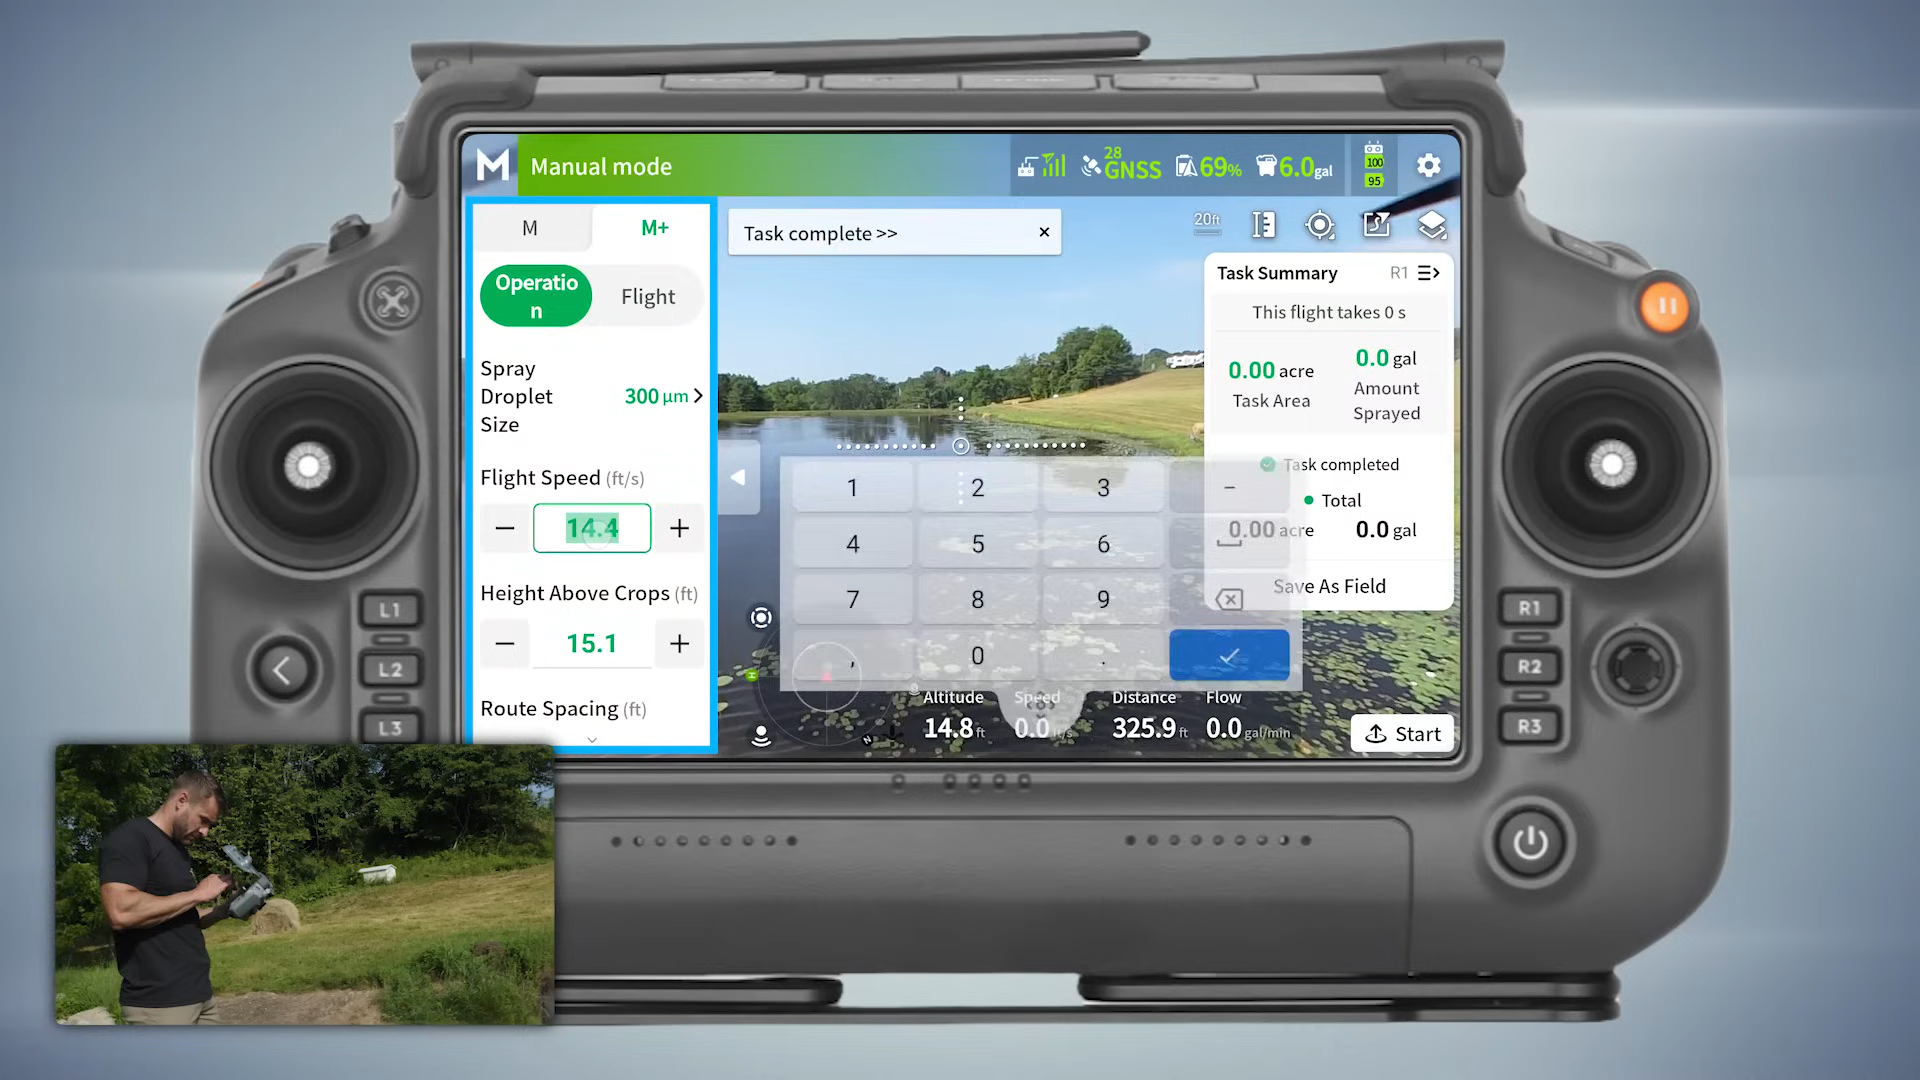 M
Manual mode
28
GNSS
69%
6.0gal
100
95
M
M+
Operatio
n
Flight
Spray
Droplet
Size
300 μm
Flight Speed (ft/s)
14.4
Height Above Crops (ft)
15.1
Route Spacing (ft)
Task complete >>
20ft
Task Summary
R1
This flight takes 0 s
0.00 acre
Task Area
0.0 gal
Amount
Sprayed
Task completed
Total
0.00 acre
0.0 gal
Save As Field
1
2
3
4
5
6
7
8
9
,
0
.
Altitude
14.8 ft
Speed
0.0 ft/s
Distance
325.9 ft
Flow
0.0 gal/min
N
H
Start
L1
L2
L3
R1
R2
R3